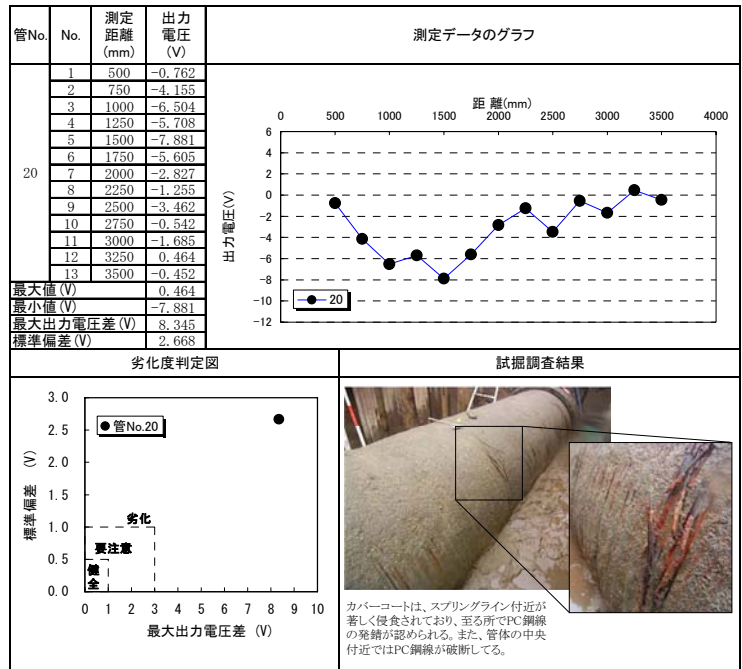 管No. No. 測定距離(mm) 出力電圧(V) 測定データのグラフ
20
1 500 -0.762
2 750 -4.155
3 1000 -6.504
4 1250 -5.708
5 1500 -7.881
6 1750 -5.605
7 2000 -2.827
8 2250 -1.255
9 2500 -3.462
10 2750 -0.542
11 3000 -1.685
12 3250 0.464
13 3500 -0.452
最大値(V) 0.464
最小値(V) -7.881
最大出力電圧差(V) 8.345
標準偏差(V) 2.668
距 離(mm)
0 500 1000 1500 2000 2500 3000 3500 4000
6
4
2
0
-2
-4
-6
-8
-10
-12
出力電圧(V)
20
劣化度判定図 試掘調査結果
3.0
2.5
2.0
1.5
1.0
0.5
0.0
標準偏差 (V)
管No.20
劣化
要注意
健全
0 1 2 3 4 5 6 7 8 9 10
最大出力電圧差 (V)
カバーコートは、スプリングライン付近が
著しく侵食されており、至る所でPC鋼線
の発錆が認められる。また、管体の中央
付近ではPC鋼線が破断してる。